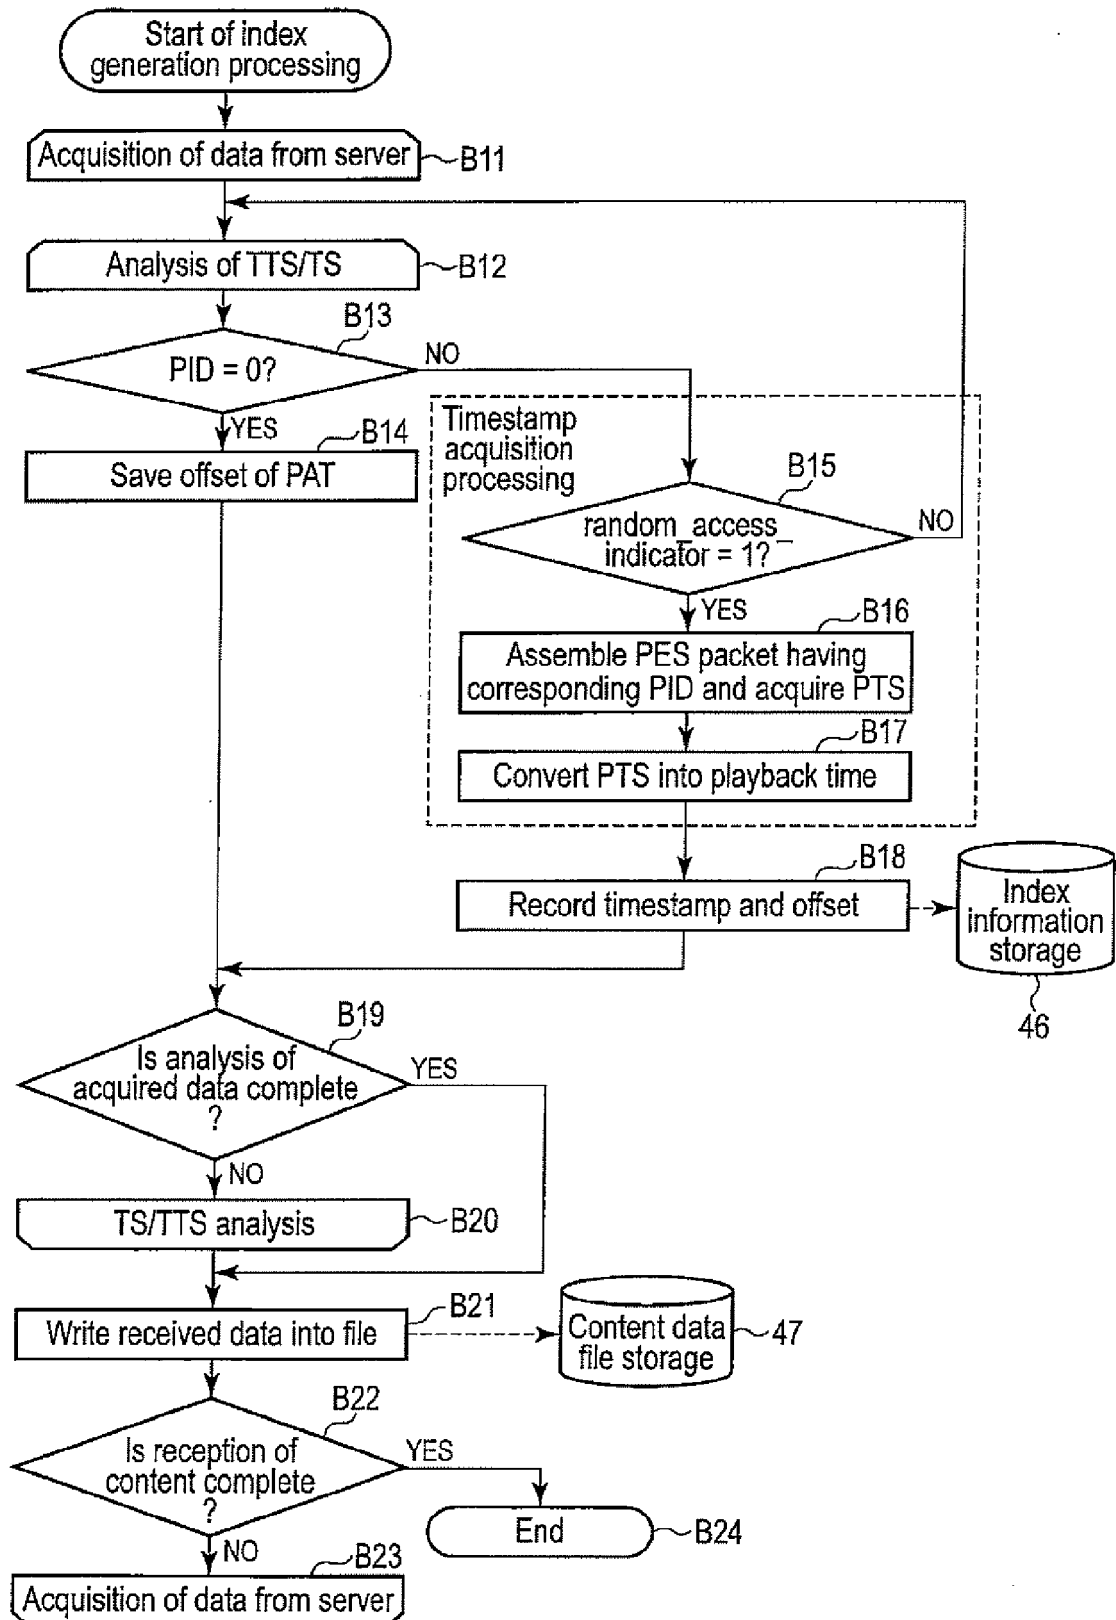 Start of index
generation processing
Acquisition of data from server
B11
Analysis of TTS/TS
B12
B13
PID = 0?
NO
YES
B14
Save offset of PAT
Timestamp
acquisition
processing
B15
random_access_
indicator = 1?
NO
YES
B16
Assemble PES packet having
corresponding PID and acquire PTS
B17
Convert PTS into playback time
B18
Record timestamp and offset
Index
information
storage
46
B19
Is analysis of
acquired data complete
?
YES
NO
TS/TTS analysis
B20
B21
Write received data into file
Content data
file storage
47
B22
Is reception of
content complete
?
YES
End
B24
NO
B23
Acquisition of data from server